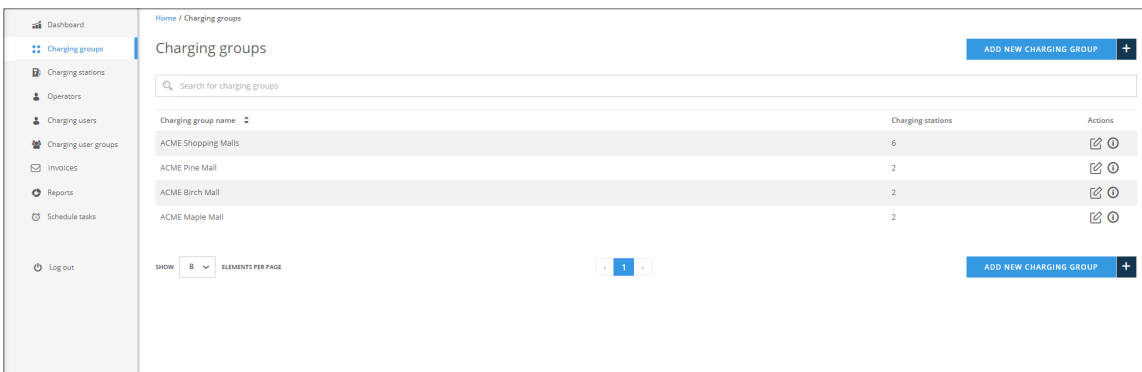 Dashboard
Charging groups
Charging stations
Operators
Charging users
Charging user groups
Invoices
Reports
Schedule tasks
Log out
Home / Charging groups
Charging groups
ADD NEW CHARGING GROUP +
Search for charging groups
Charging group name Charging stations Actions
ACME Shopping Malls 6
ACME Pine Mall 2
ACME Birch Mall 2
ACME Maple Mall 2
SHOW 8 ELEMENTS PER PAGE ‹ 1 › ADD NEW CHARGING GROUP +